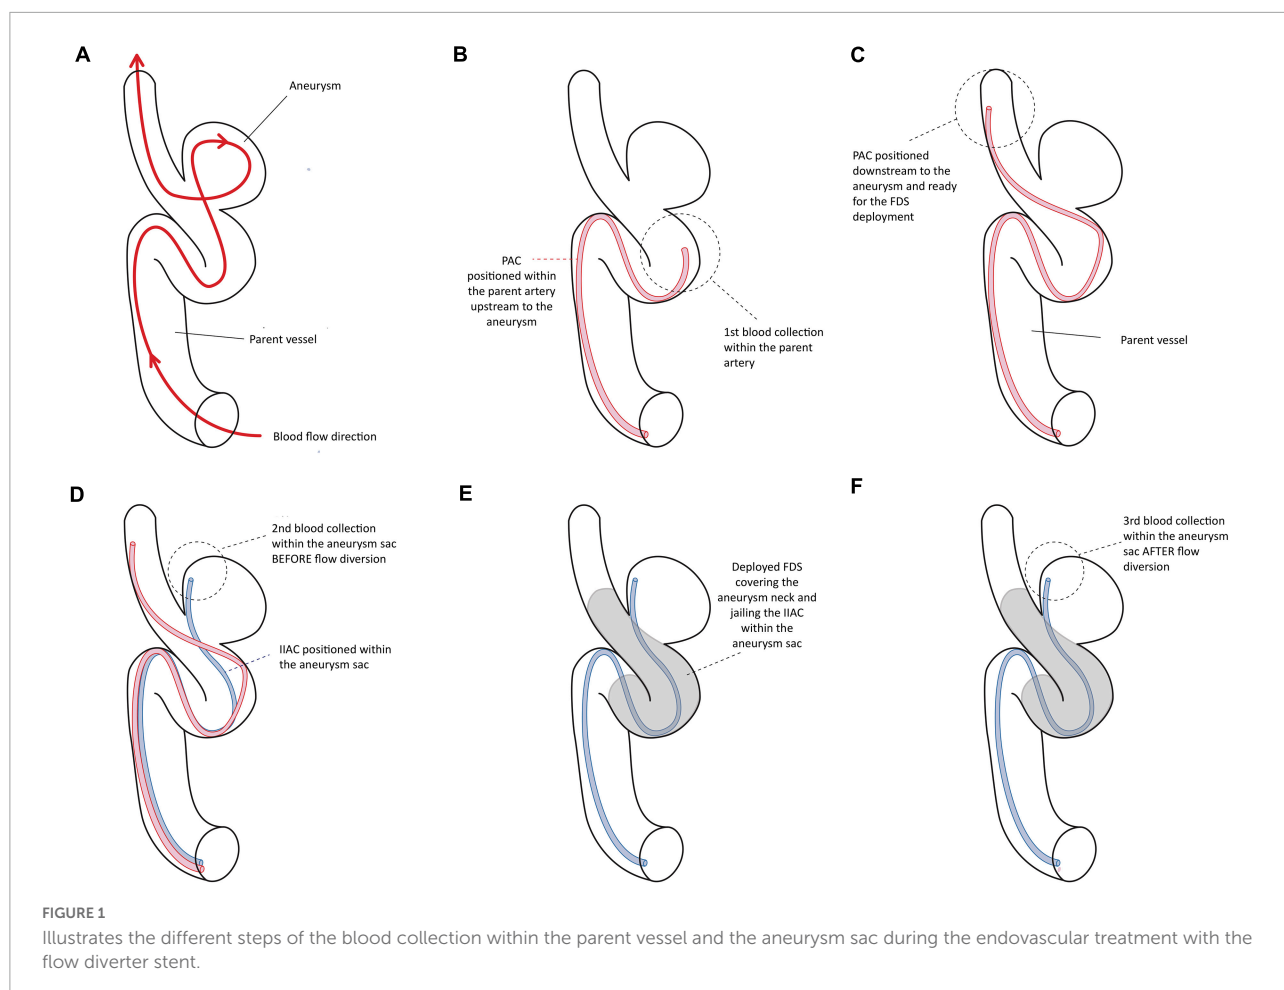 A
Aneurysm
Parent vessel
Blood flow direction
B
PAC
positioned within
the parent artery
upstream to the
aneurysm
1st blood collection
within the parent
artery
C
PAC positioned
downstream to the
aneurysm and ready
for the FDS
deployment
Parent vessel
D
2nd blood collection
within the aneurysm sac
BEFORE flow diversion
IIAC positioned within
the aneurysm sac
E
Deployed FDS
covering the
aneurysm neck and
jailing the IIAC
within the
aneurysm sac
F
3rd blood collection
within the aneurysm
sac AFTER flow
diversion
FIGURE 1
Illustrates the different steps of the blood collection within the parent vessel and the aneurysm sac during the endovascular treatment with the
flow diverter stent.